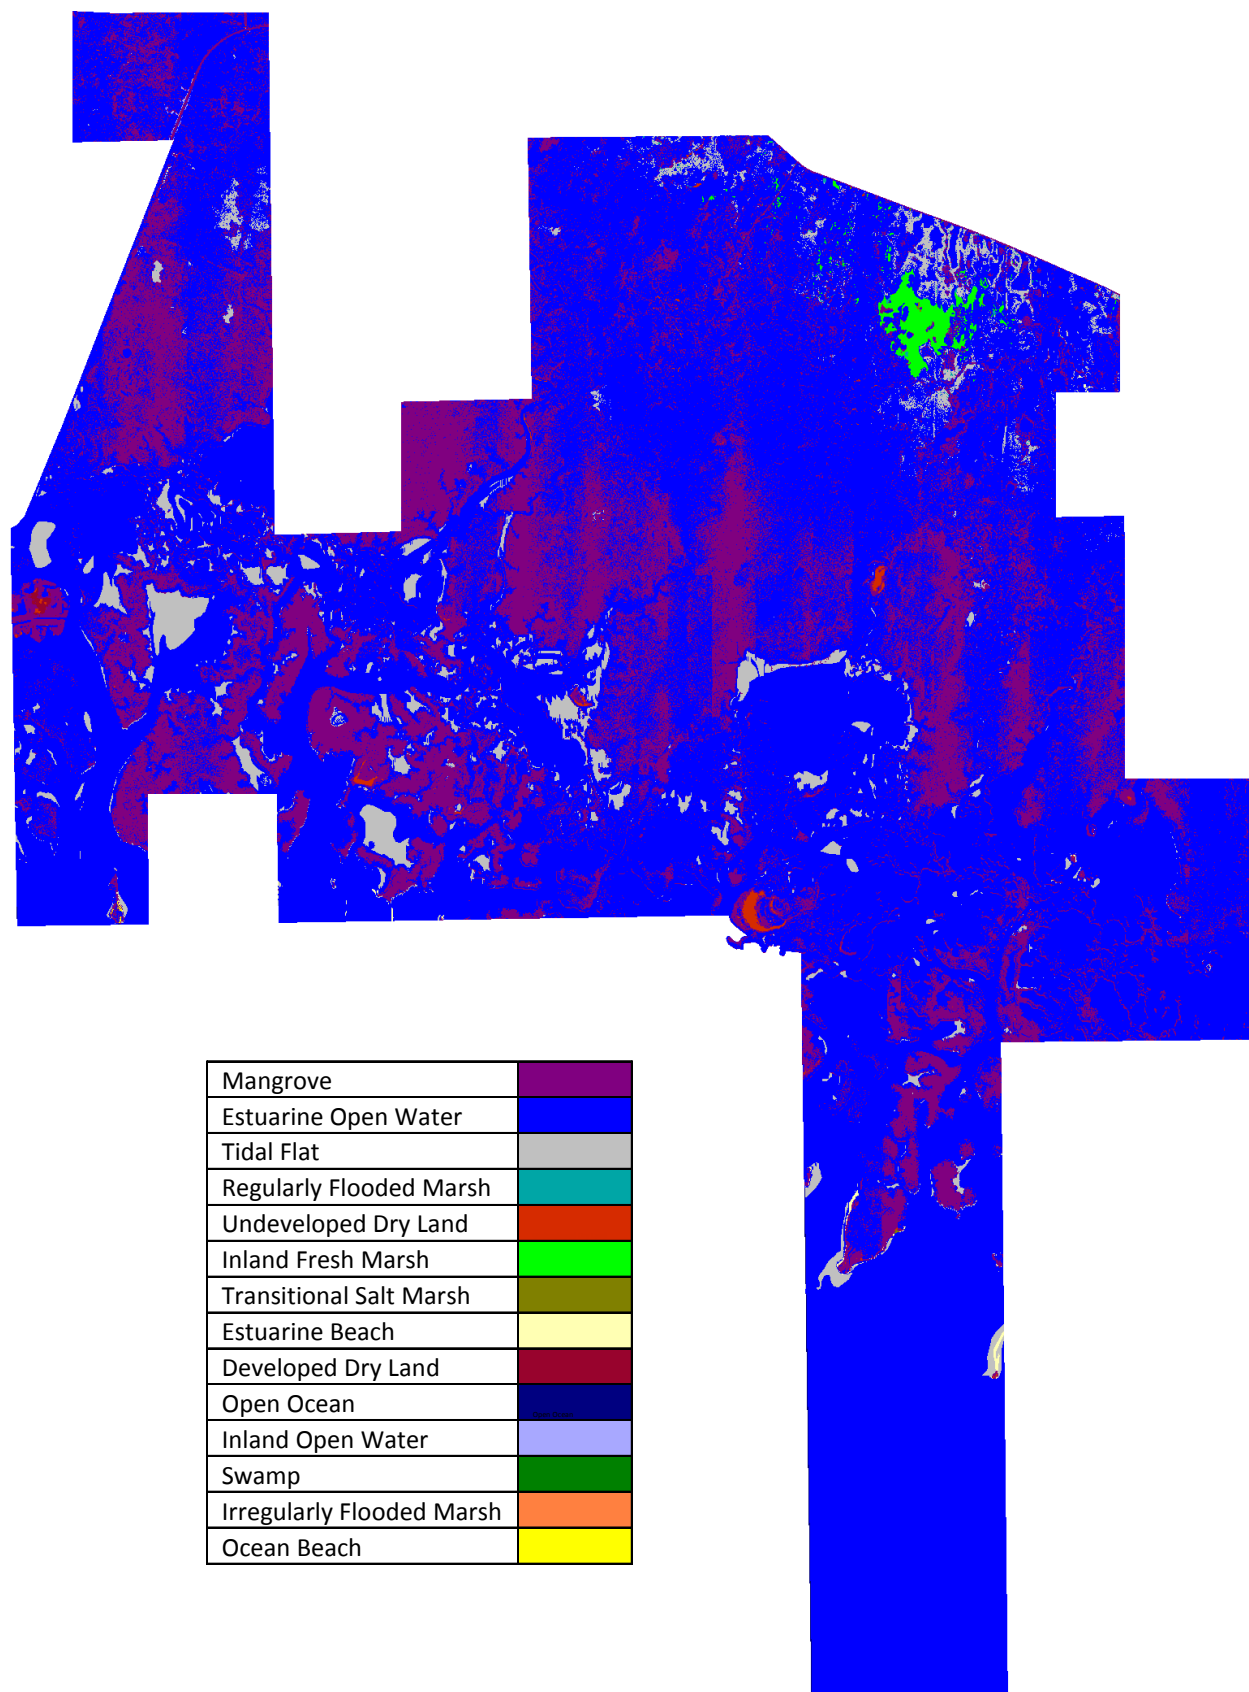 Mangrove
Estuarine Open Water
Tidal Flat
Regularly Flooded Marsh
Undeveloped Dry Land
Inland Fresh Marsh
Transitional Salt Marsh
Estuarine Beach
Developed Dry Land
Open Ocean
Inland Open Water
Swamp
Irregularly Flooded Marsh
Ocean Beach